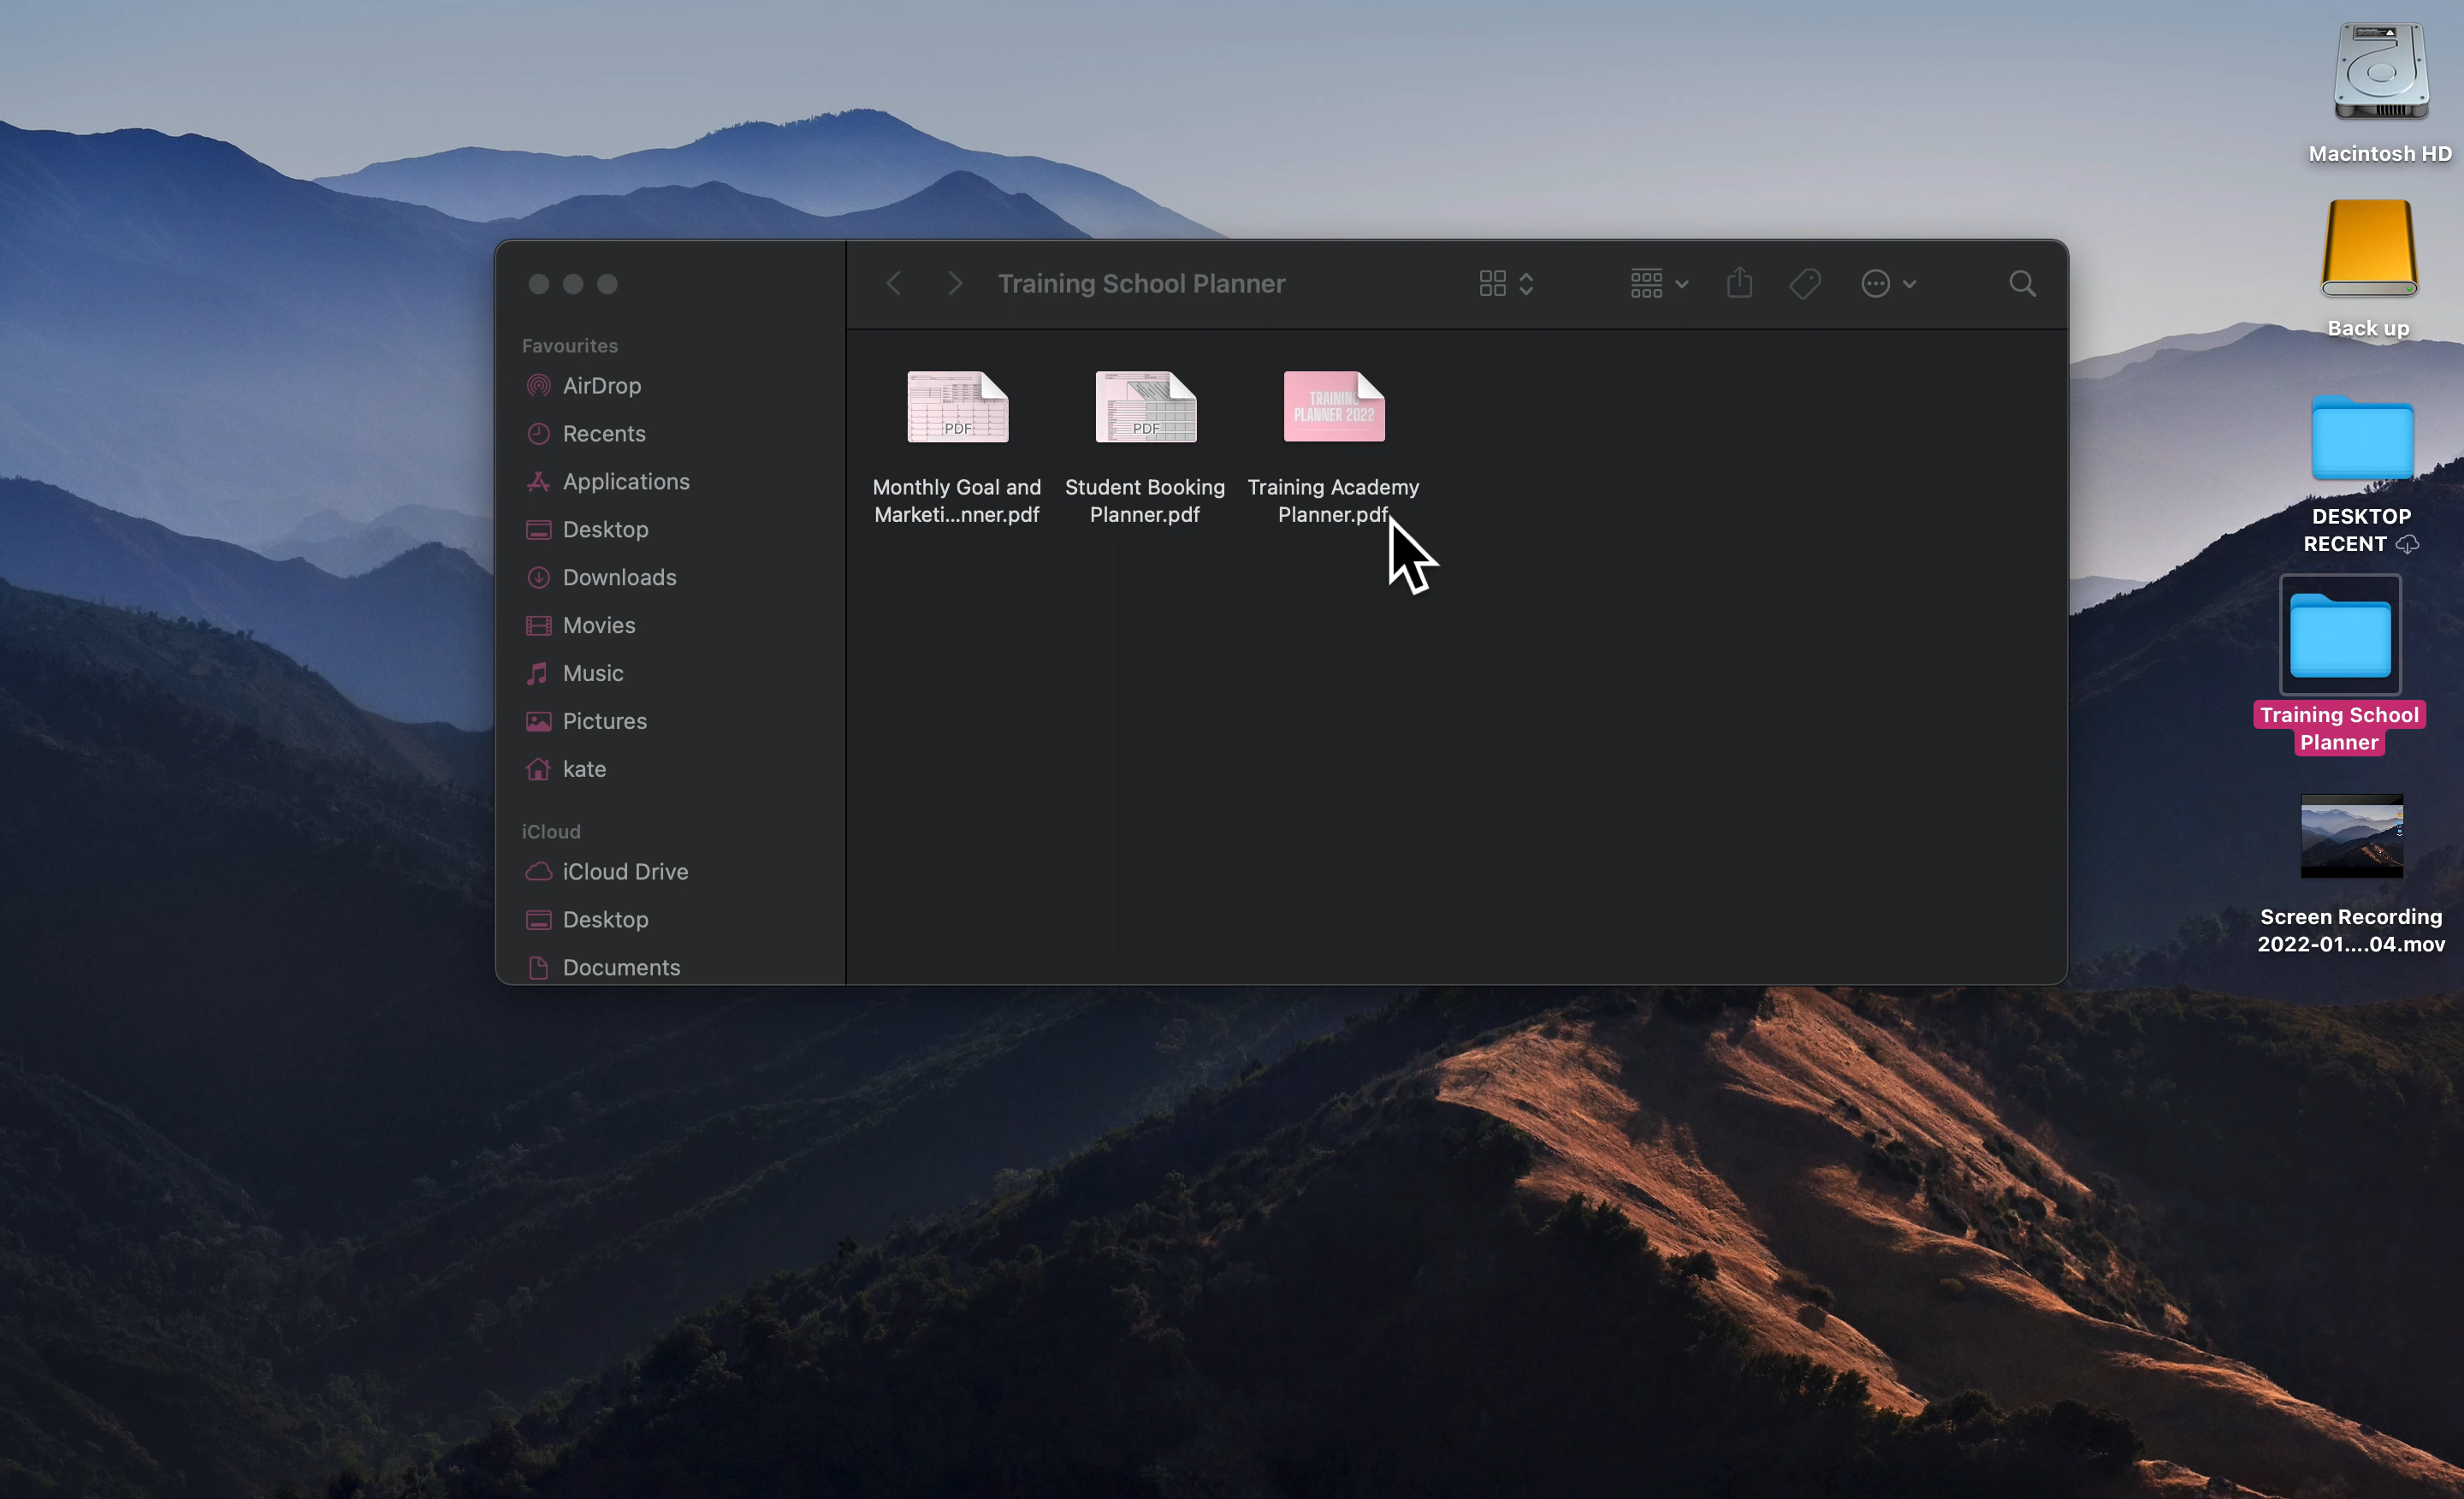 Macintosh HD
Back up
DESKTOP
RECENT
Training School
Planner
Screen Recording
2022-01....04.mov
Training School Planner
Favourites
AirDrop
Recents
Applications
Desktop
Downloads
Movies
Music
Pictures
kate
iCloud
iCloud Drive
Desktop
Documents
PDF
PDF
TRAINING
PLANNER 2022
Monthly Goal and
Marketi...nner.pdf
Student Booking
Planner.pdf
Training Academy
Planner.pdf